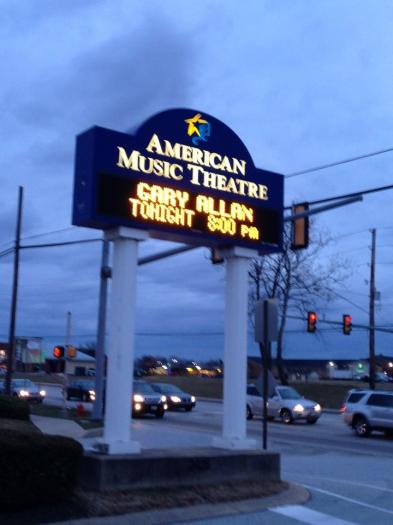 AMERICAN
MUSIC THEATRE
GARY ALLAN
TONIGHT 8:00 PM